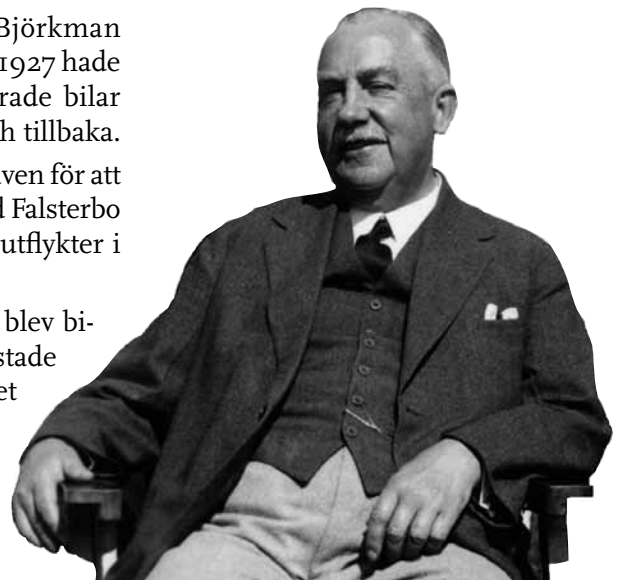 Björkman
1927 hade
rade bilar
h tillbaka.
ven för att
d Falsterbo
utflykter i
blev bi-
stade
et